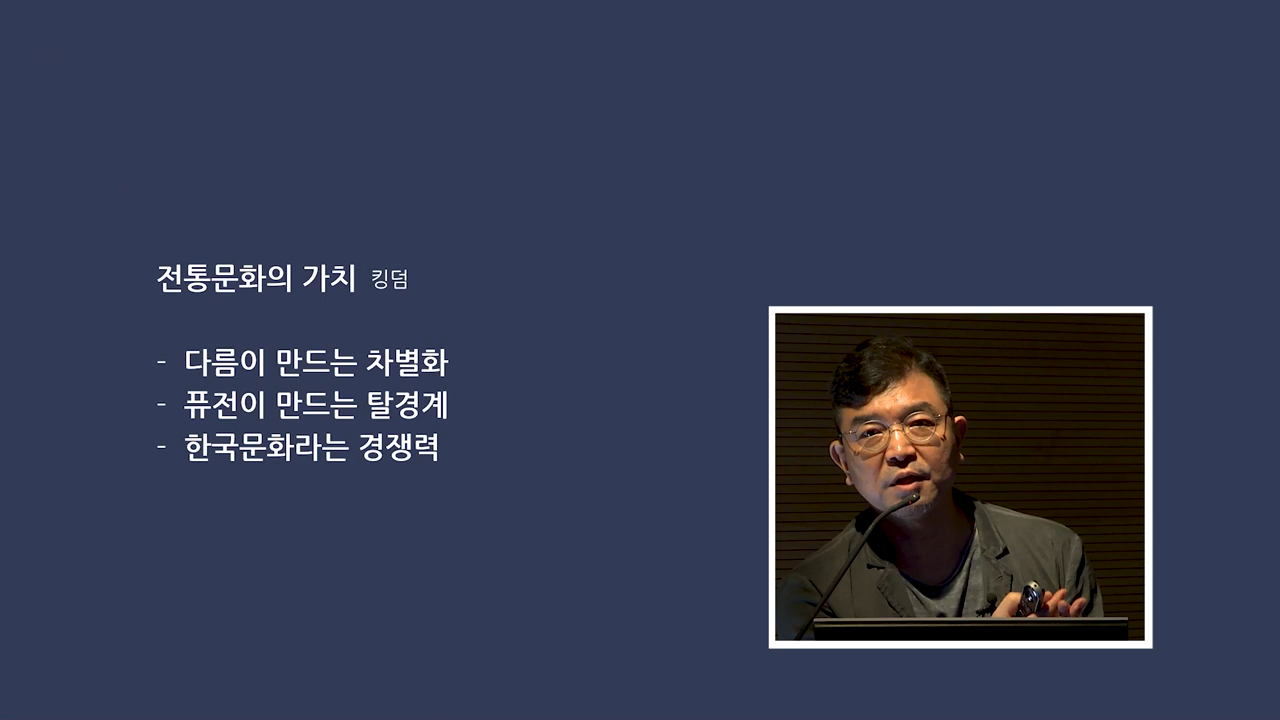 전통문화의 가치 킹덤
- 다름이 만드는 차별화
- 퓨전이 만드는 탈경계
- 한국문화라는 경쟁력